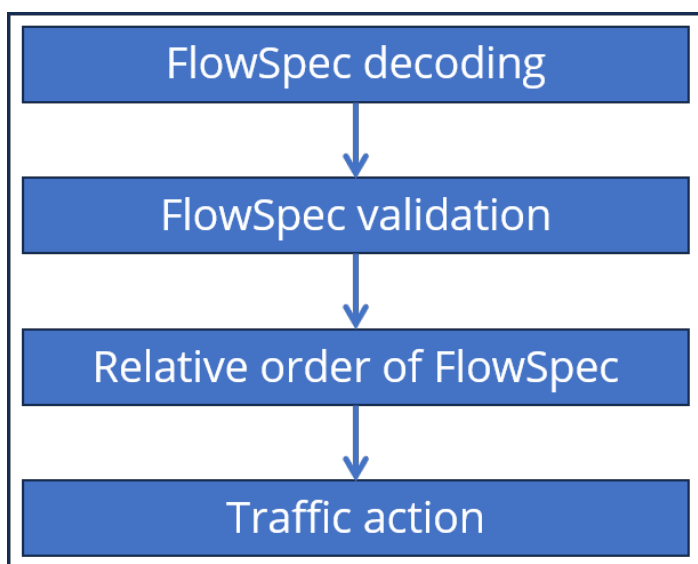 FlowSpec decoding
FlowSpec validation
Relative order of FlowSpec
Traffic action